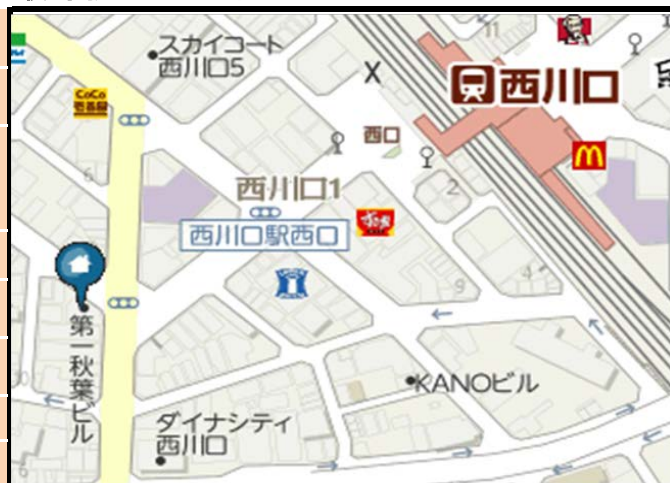 11
スカイコート
西川口5
西川口
CoCo
壱番屋
西口
6
西川口1
2
西川口駅西口
すき家
4
9
第一秋葉ビル
KANOビル
ダイナシティ
西川口